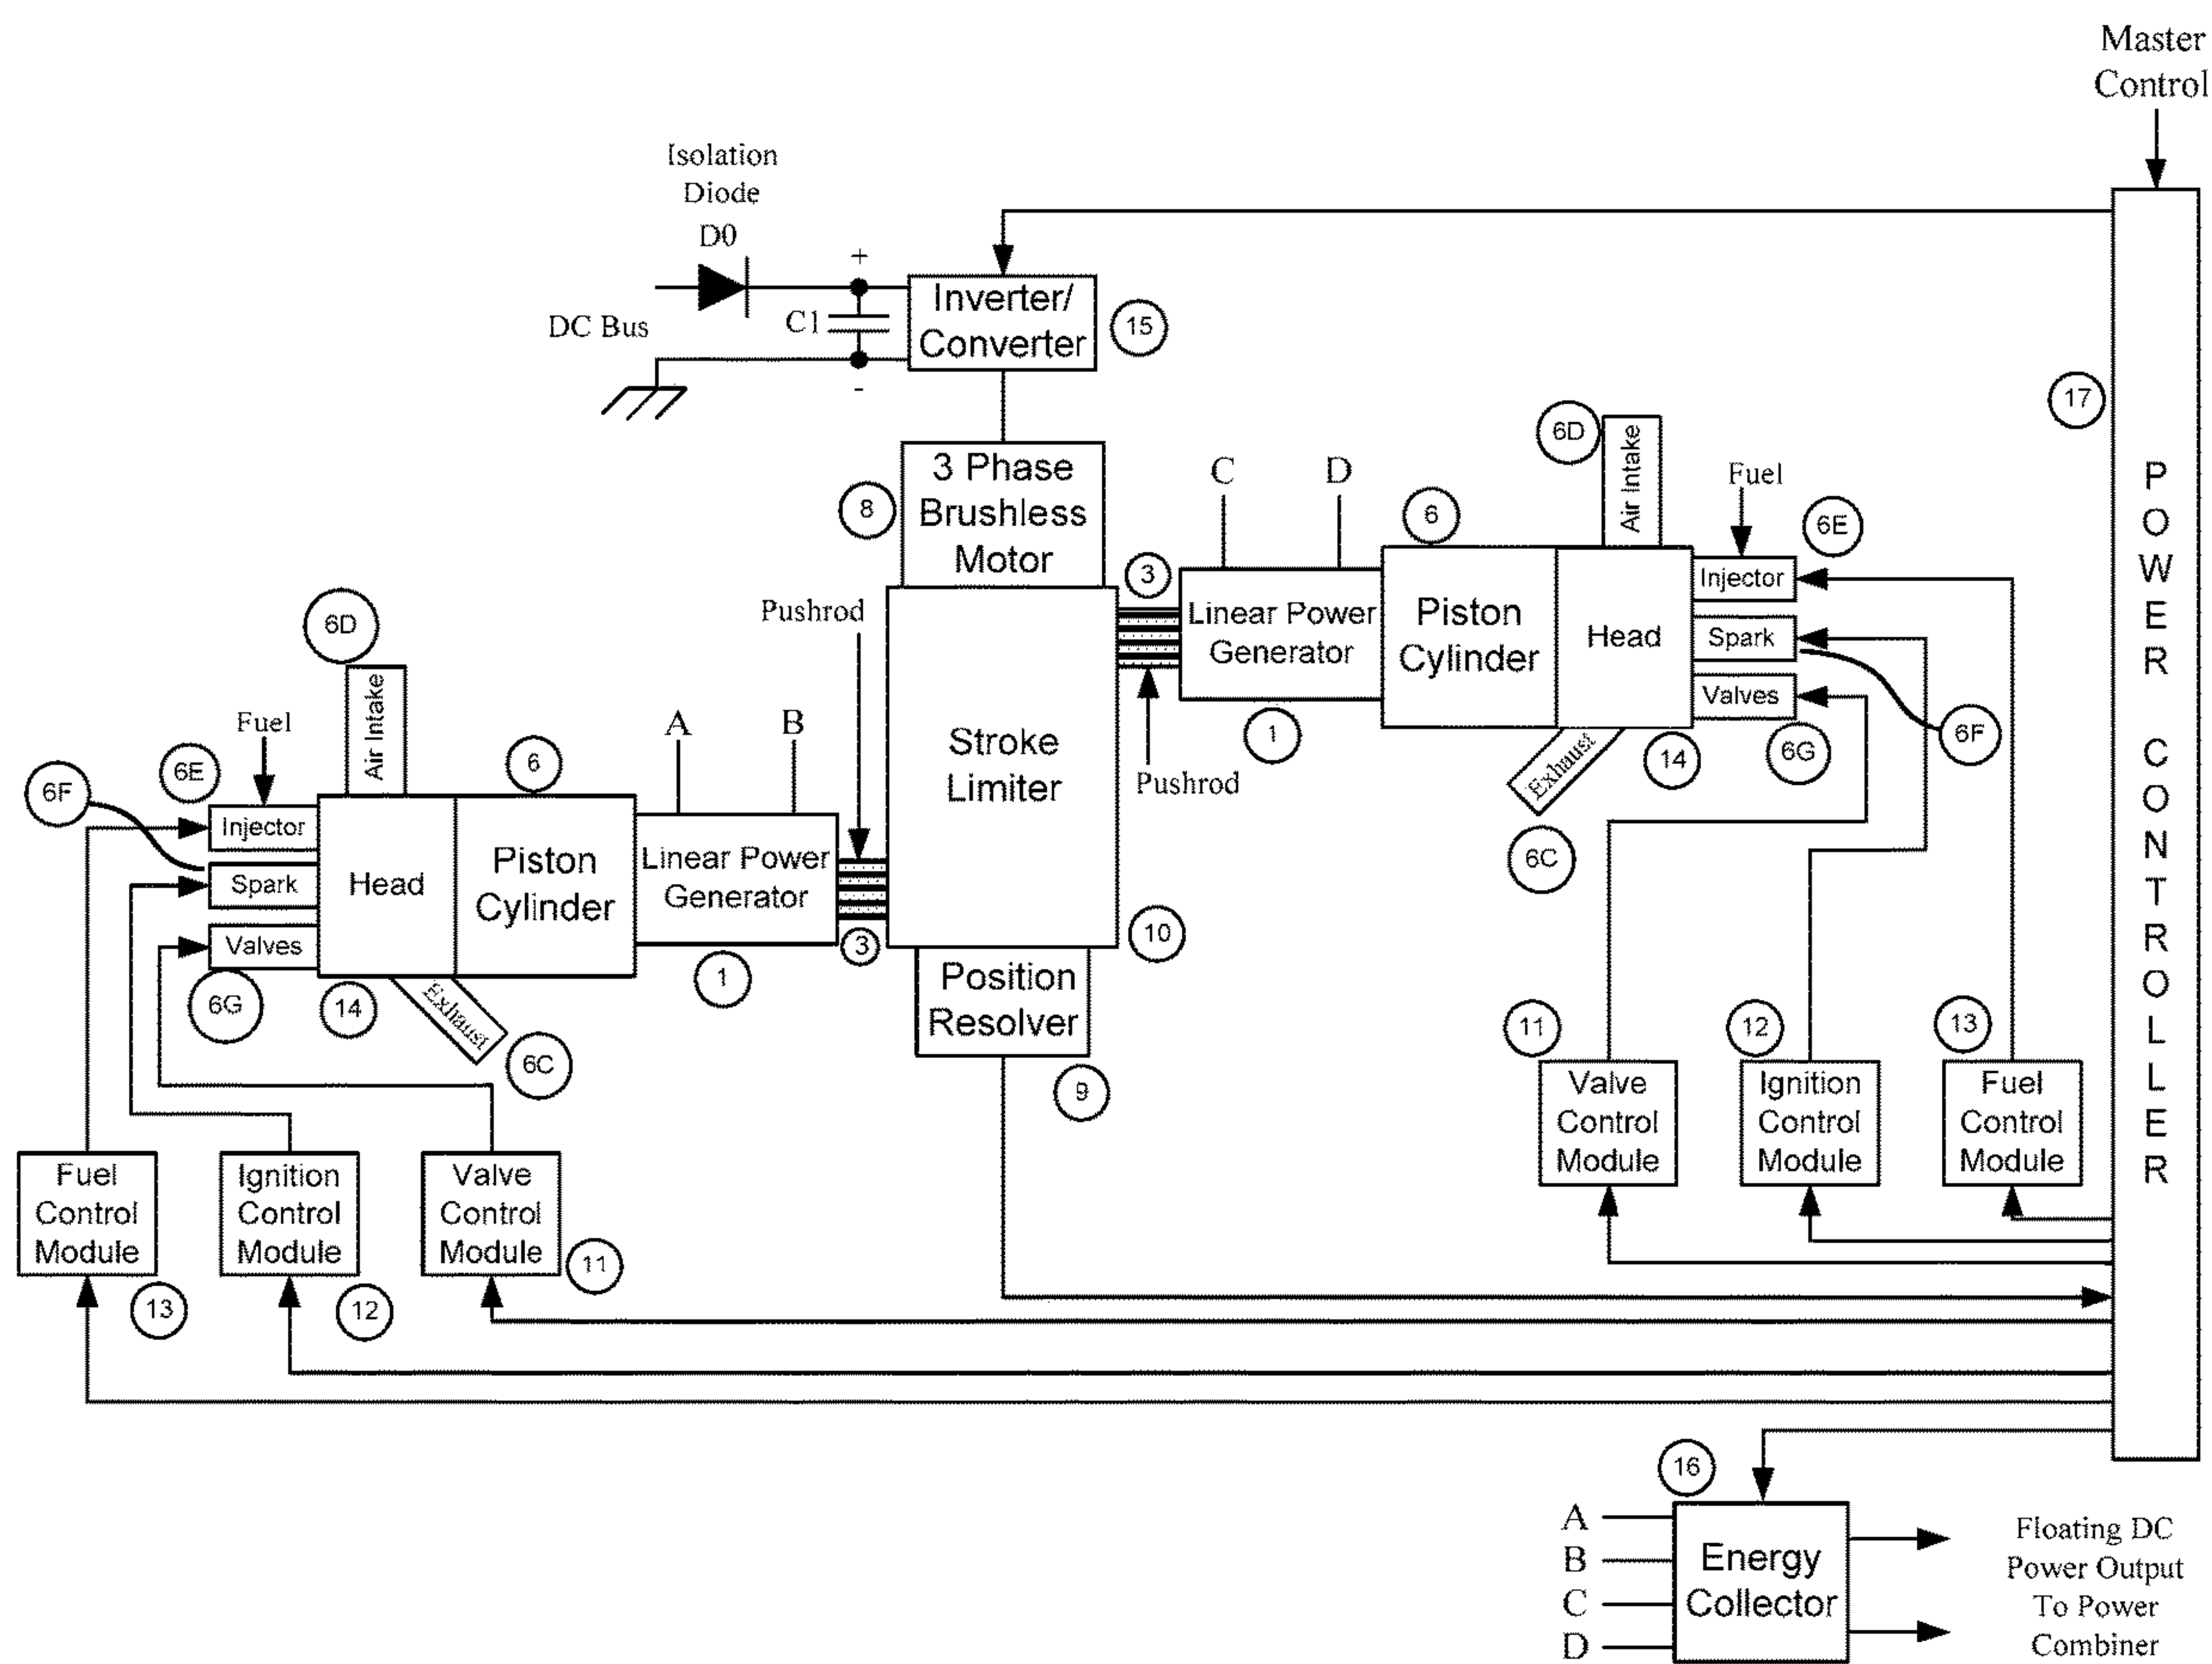 Master
Control
Isolation
Diode
D0
+
C1
DC Bus
-
Inverter/
Converter
15
17
POWER CONTROLLER
3 Phase
Brushless
Motor
8
C
D
6
6D
Air Intake
Fuel
6E
3
Linear Power
Generator
Piston
Cylinder
Head
Injector
Spark
Valves
1
Pushrod
Exhaust
14
6G
6F
6C
Pushrod
Stroke
Limiter
10
6D
Air Intake
Fuel
6E
6F
6
A
B
Injector
Spark
Valves
Head
Piston
Cylinder
Linear Power
Generator
3
1
6G
14
Exhaust
6C
Position
Resolver
9
11
12
13
Valve
Control
Module
Ignition
Control
Module
Fuel
Control
Module
Fuel
Control
Module
Ignition
Control
Module
Valve
Control
Module
13
12
11
16
A
B
C
D
Energy
Collector
Floating DC
Power Output
To Power
Combiner